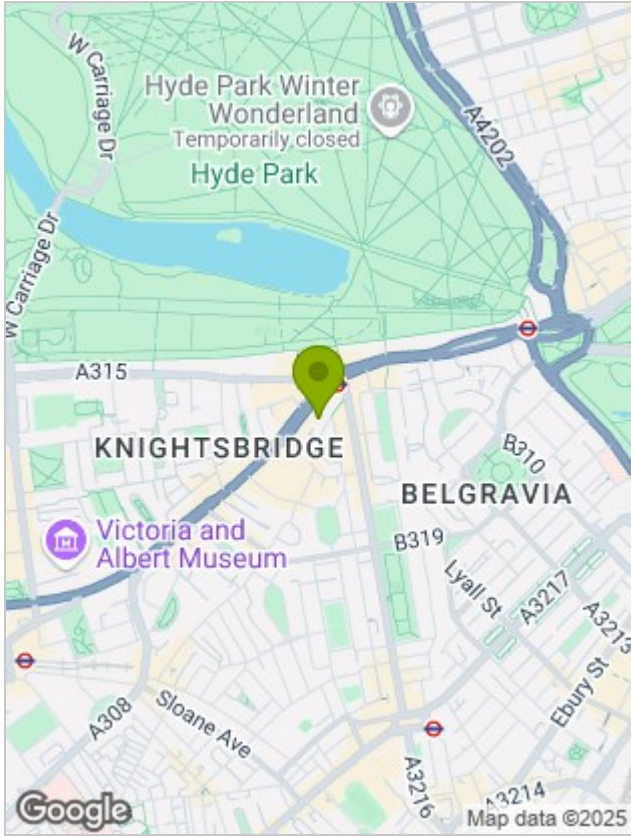 W Carriage Dr
Hyde Park Winter
Wonderland
Temporarily closed
Hyde Park
A4202
W Carriage Dr
A315
KNIGHTSBRIDGE
B310
BELGRAVIA
Victoria and
Albert Museum
B319
Lyall St
A3217
A3213
Ebury St
A308
Sloane Ave
A3216
A3214
Google
Map data ©2025